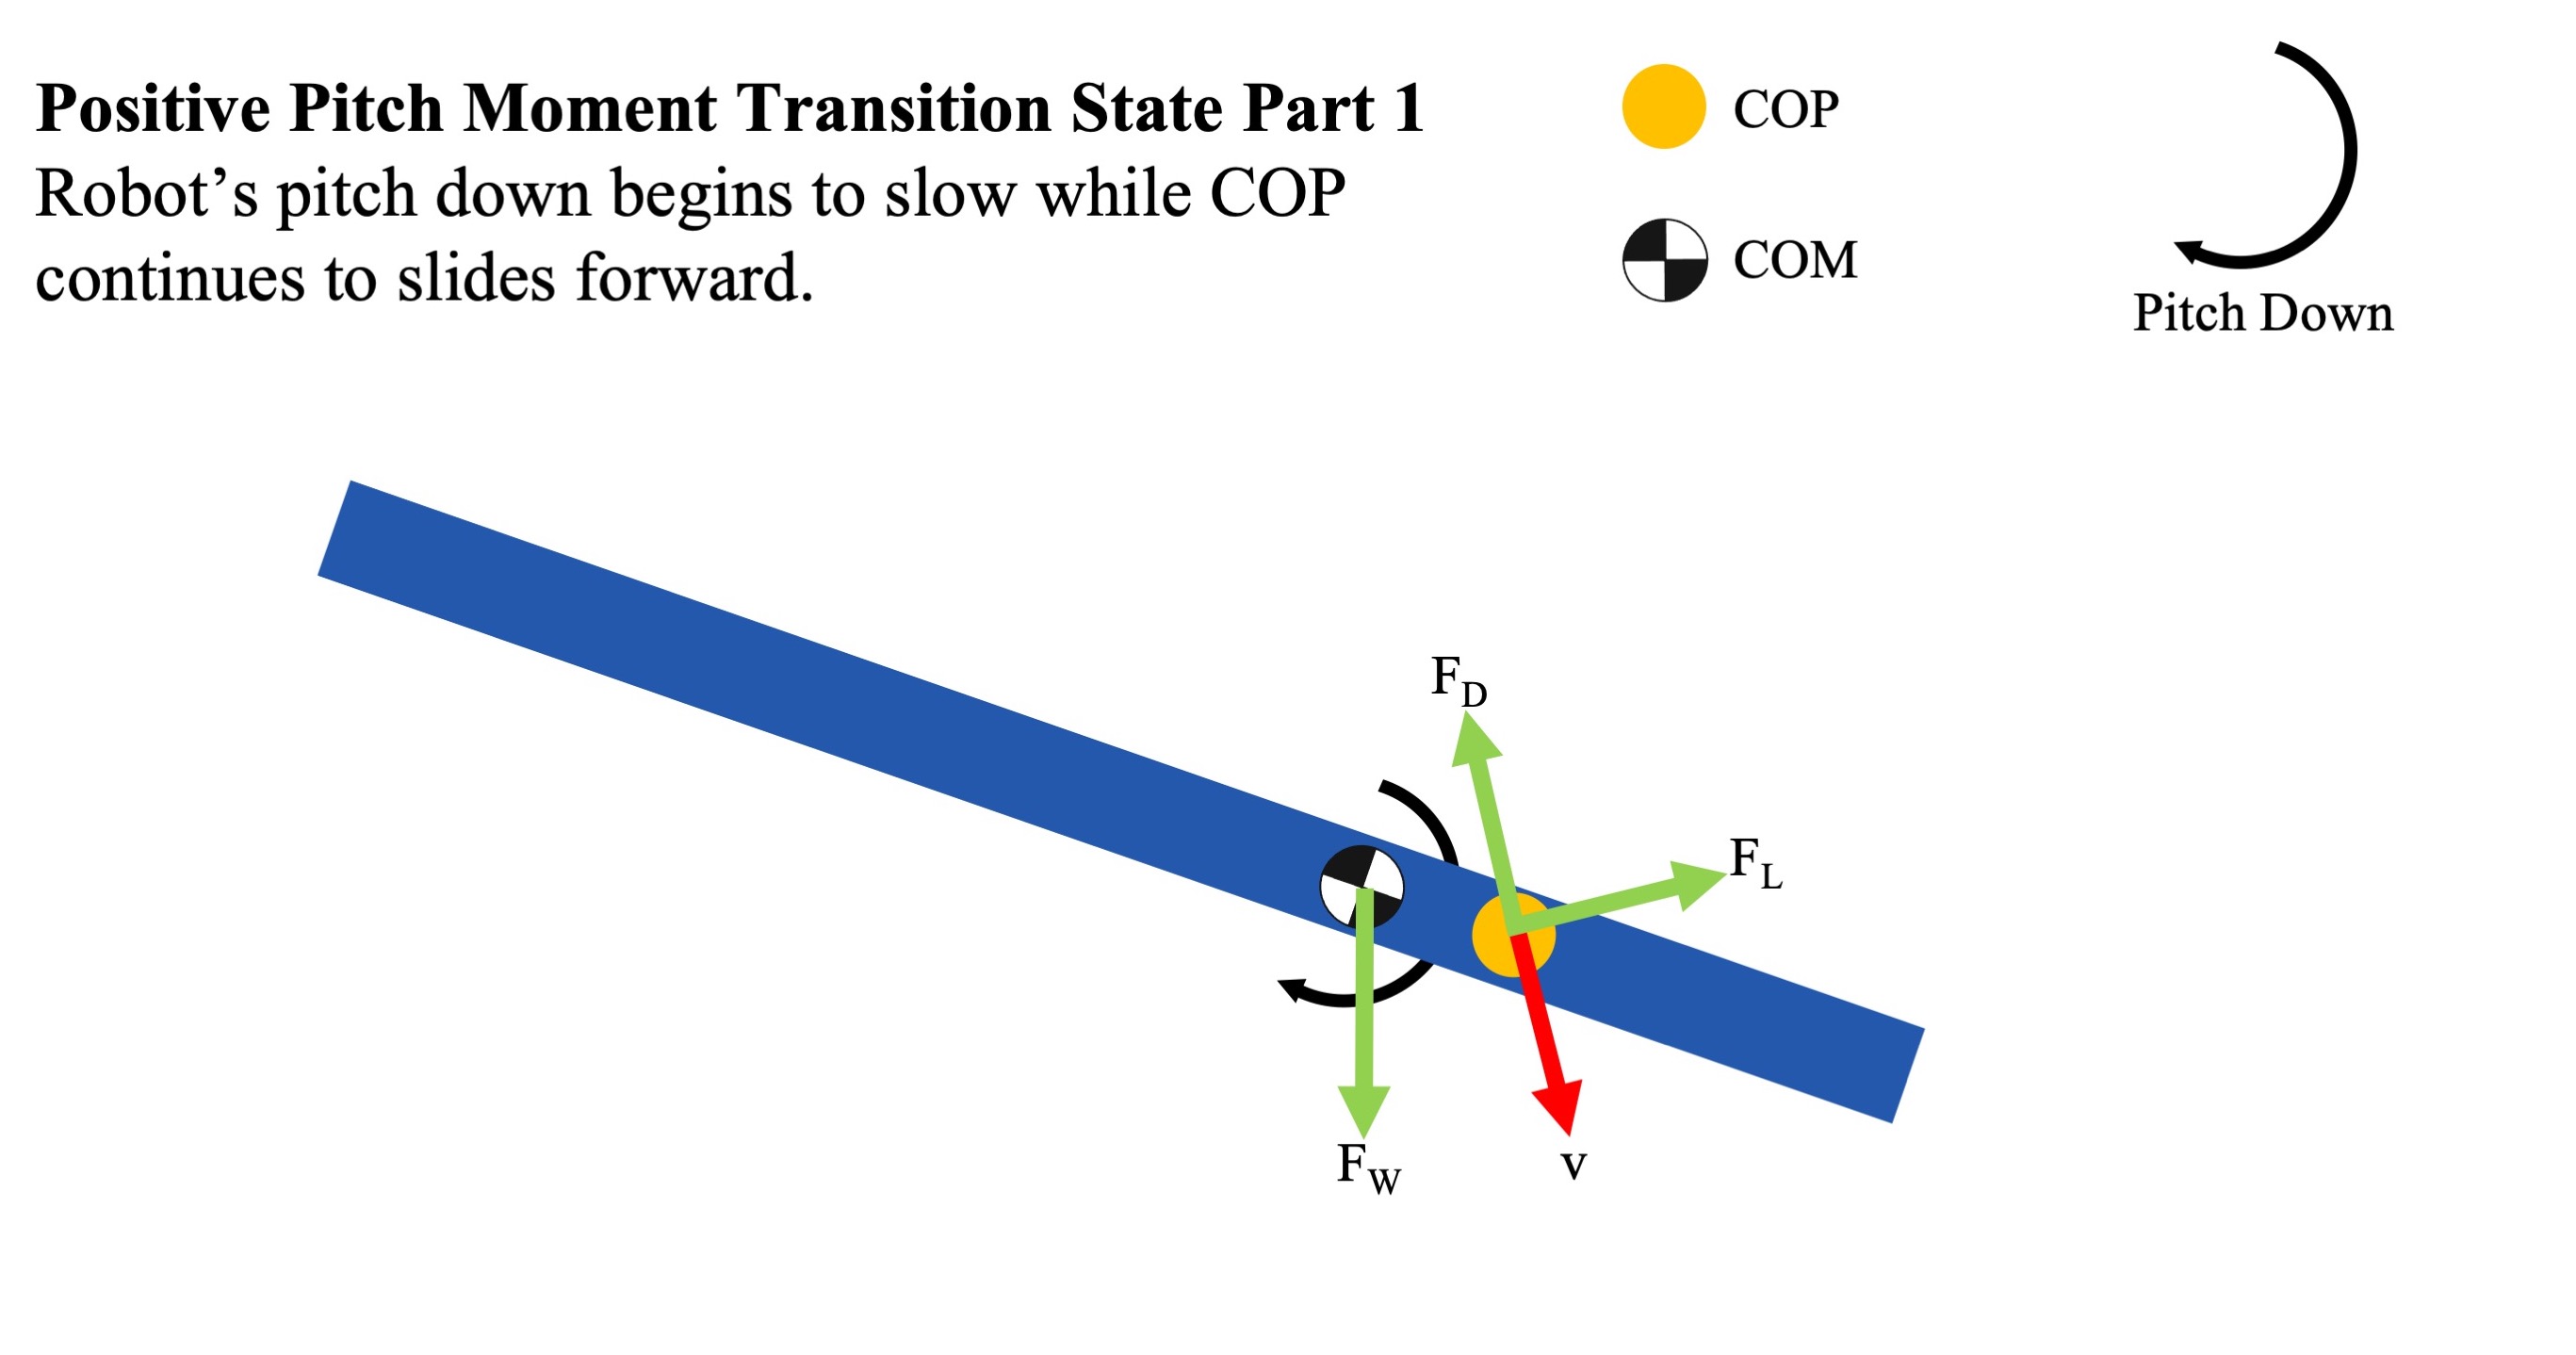 Positive Pitch Moment Transition State Part 1
Robot’s pitch down begins to slow while COP
continues to slides forward.
COP
COM
Pitch Down
F_D
F_L
F_W
v